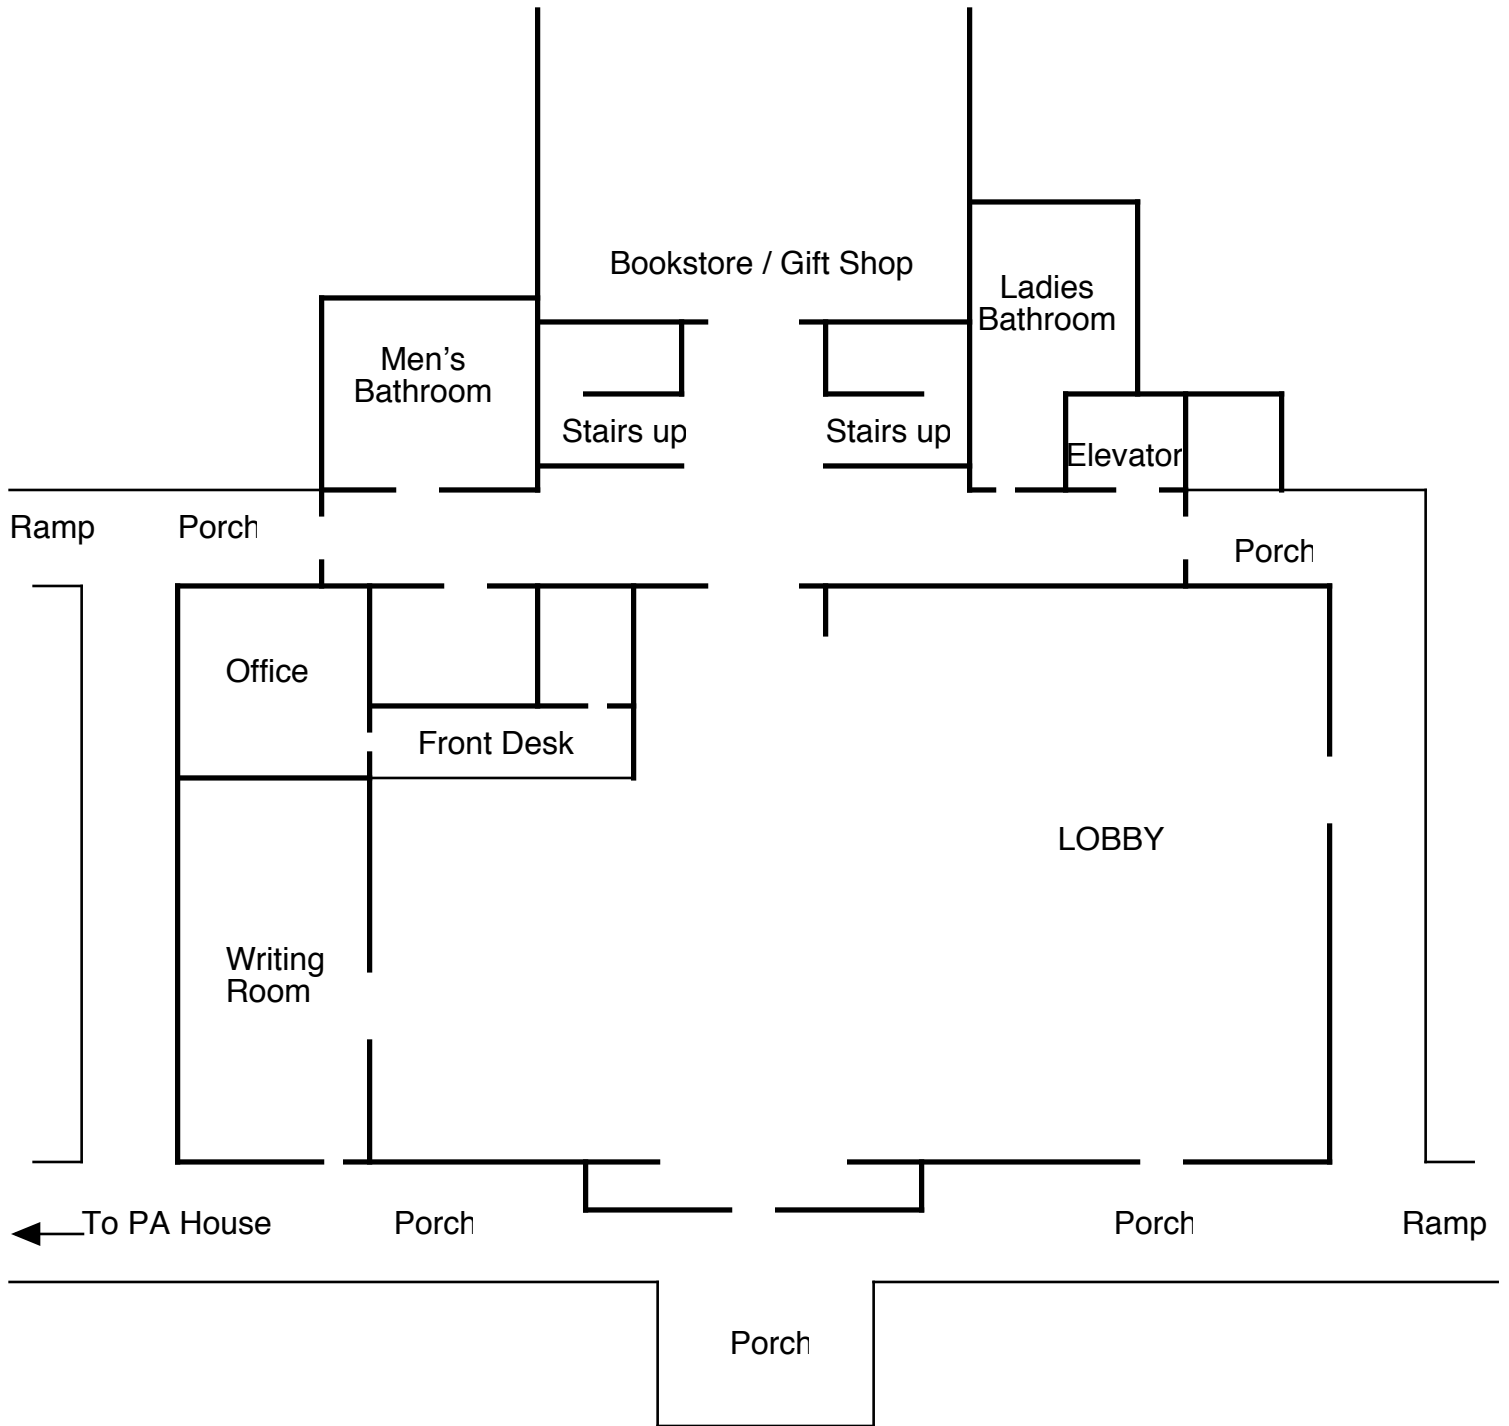 Bookstore / Gift Shop
Ladies
Bathroom
Men's
Bathroom
Stairs up
Stairs up
Elevator
Ramp
Porch
Porch
Office
Front Desk
LOBBY
Writing
Room
To PA House
Porch
Porch
Ramp
Porch